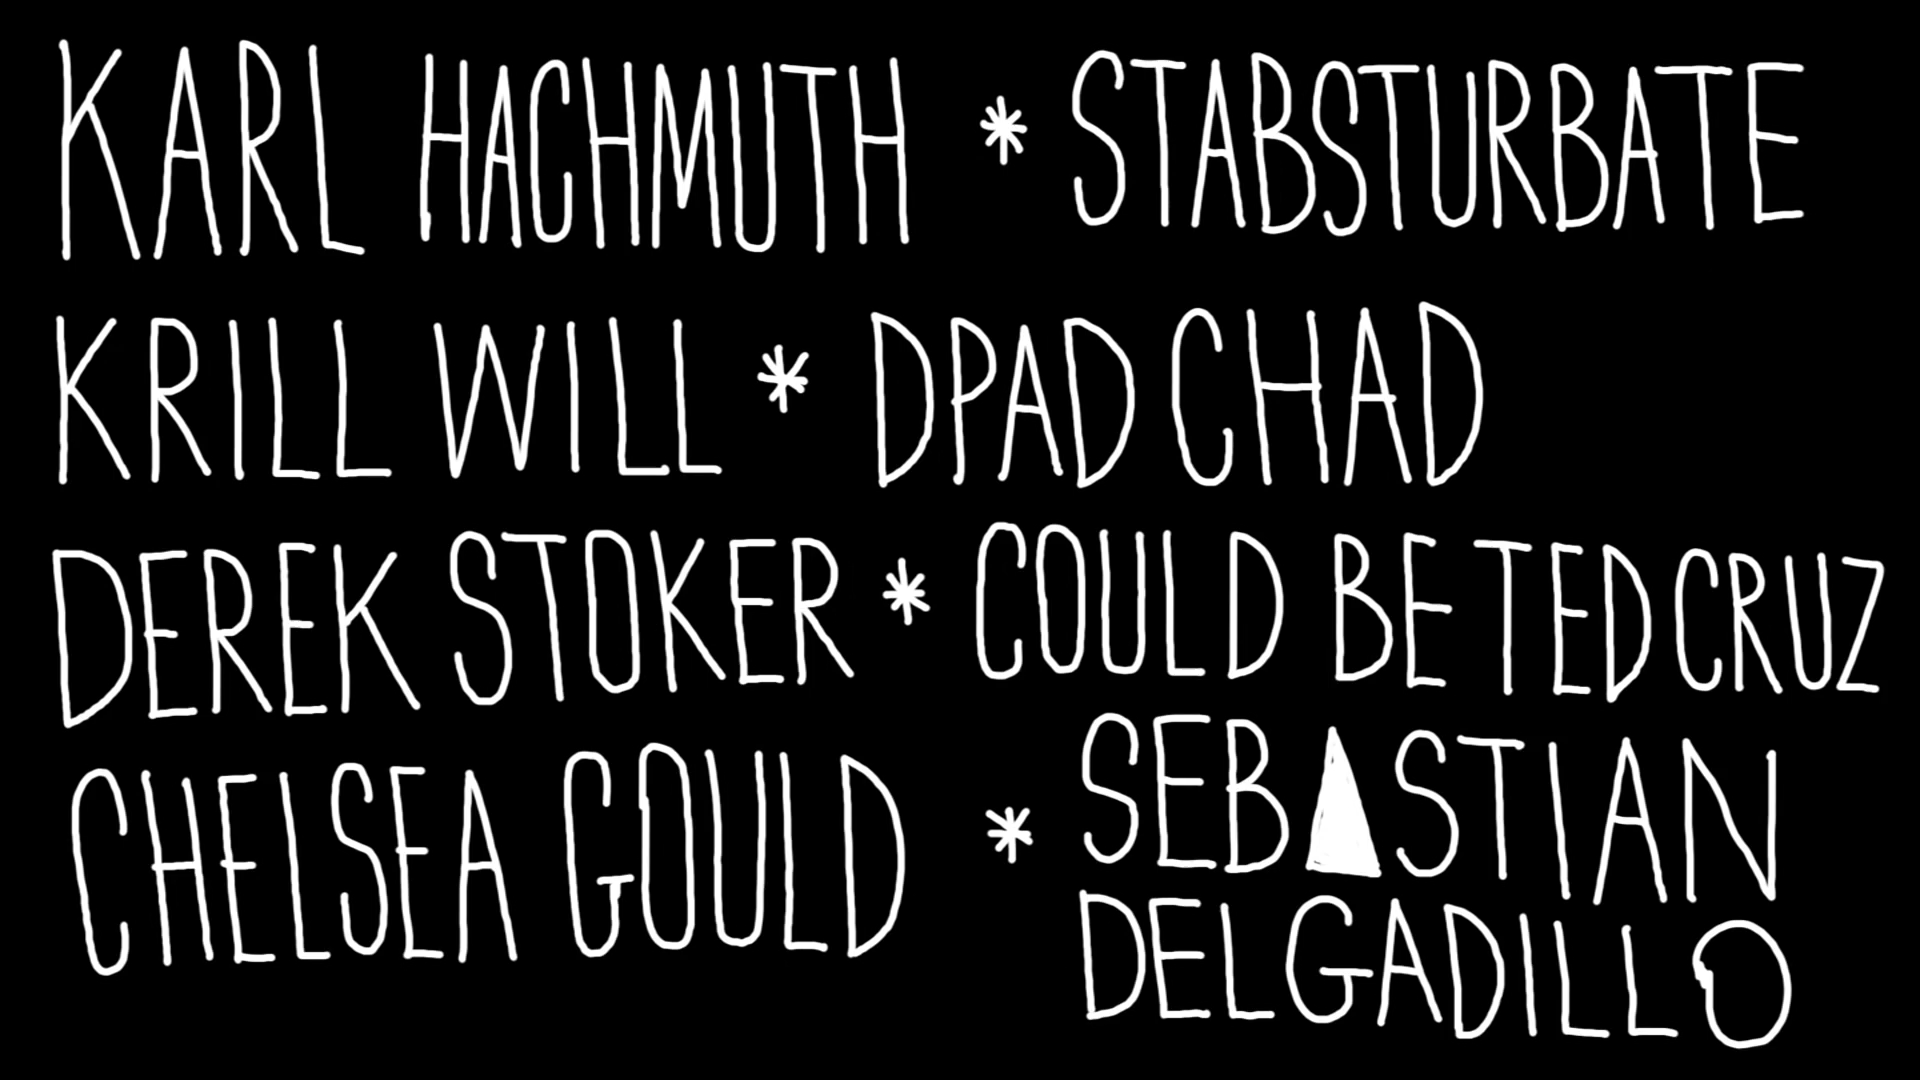 KARL HACHMUTH * STABSTURBATE
KRILL WILL * DPAD CHAD
DEREK STOKER * COULD BE TED CRUZ
CHELSEA GOULD * SEBASTIAN
DELGADILLO